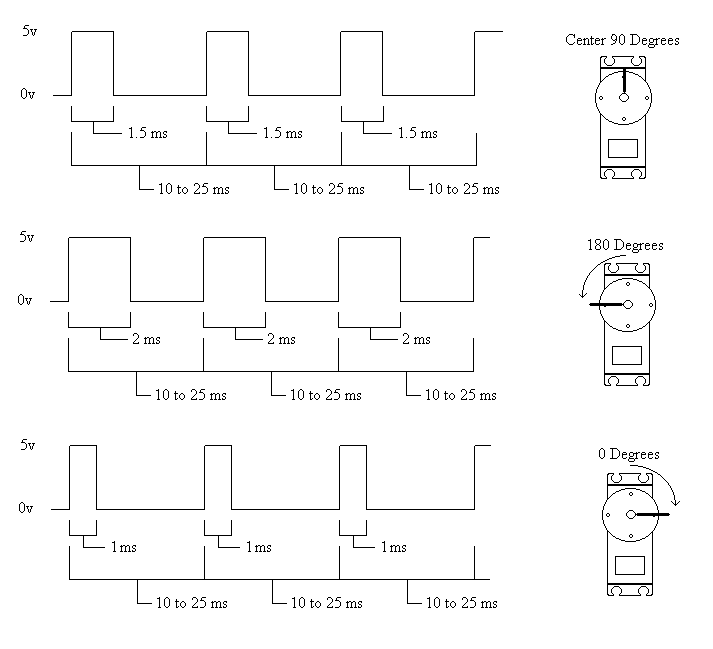 5v
Center 90 Degrees
0v
1.5 ms 1.5 ms 1.5 ms
10 to 25 ms 10 to 25 ms 10 to 25 ms
5v
180 Degrees
0v
2 ms 2 ms 2 ms
10 to 25 ms 10 to 25 ms 10 to 25 ms
5v
0 Degrees
0v
1ms 1ms 1ms
10 to 25 ms 10 to 25 ms 10 to 25 ms